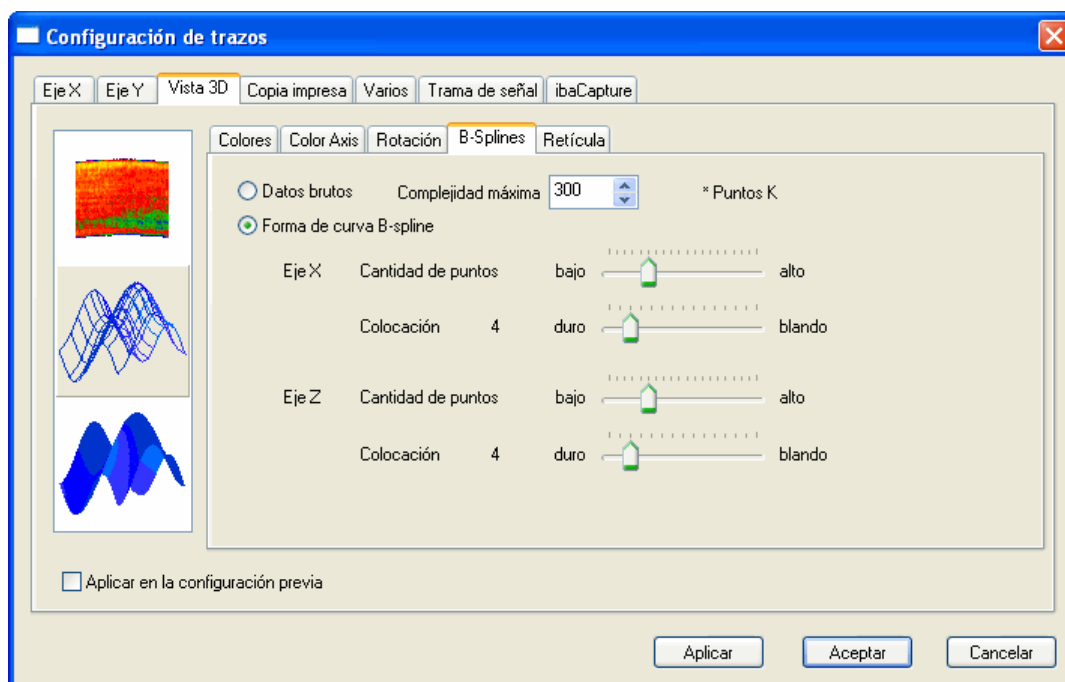 Configuración de trazos
Eje X Eje Y Vista 3D Copia impresa Varios Trama de señal ibaCapture
Colores Color Axis Rotación B-Splines Retícula
Datos brutos Complejidad máxima 300 * Puntos K
Forma de curva B-spline
Eje X Cantidad de puntos bajo alto
Colocación 4 duro blando
Eje Z Cantidad de puntos bajo alto
Colocación 4 duro blando
Aplicar en la configuración previa
Aplicar Aceptar Cancelar